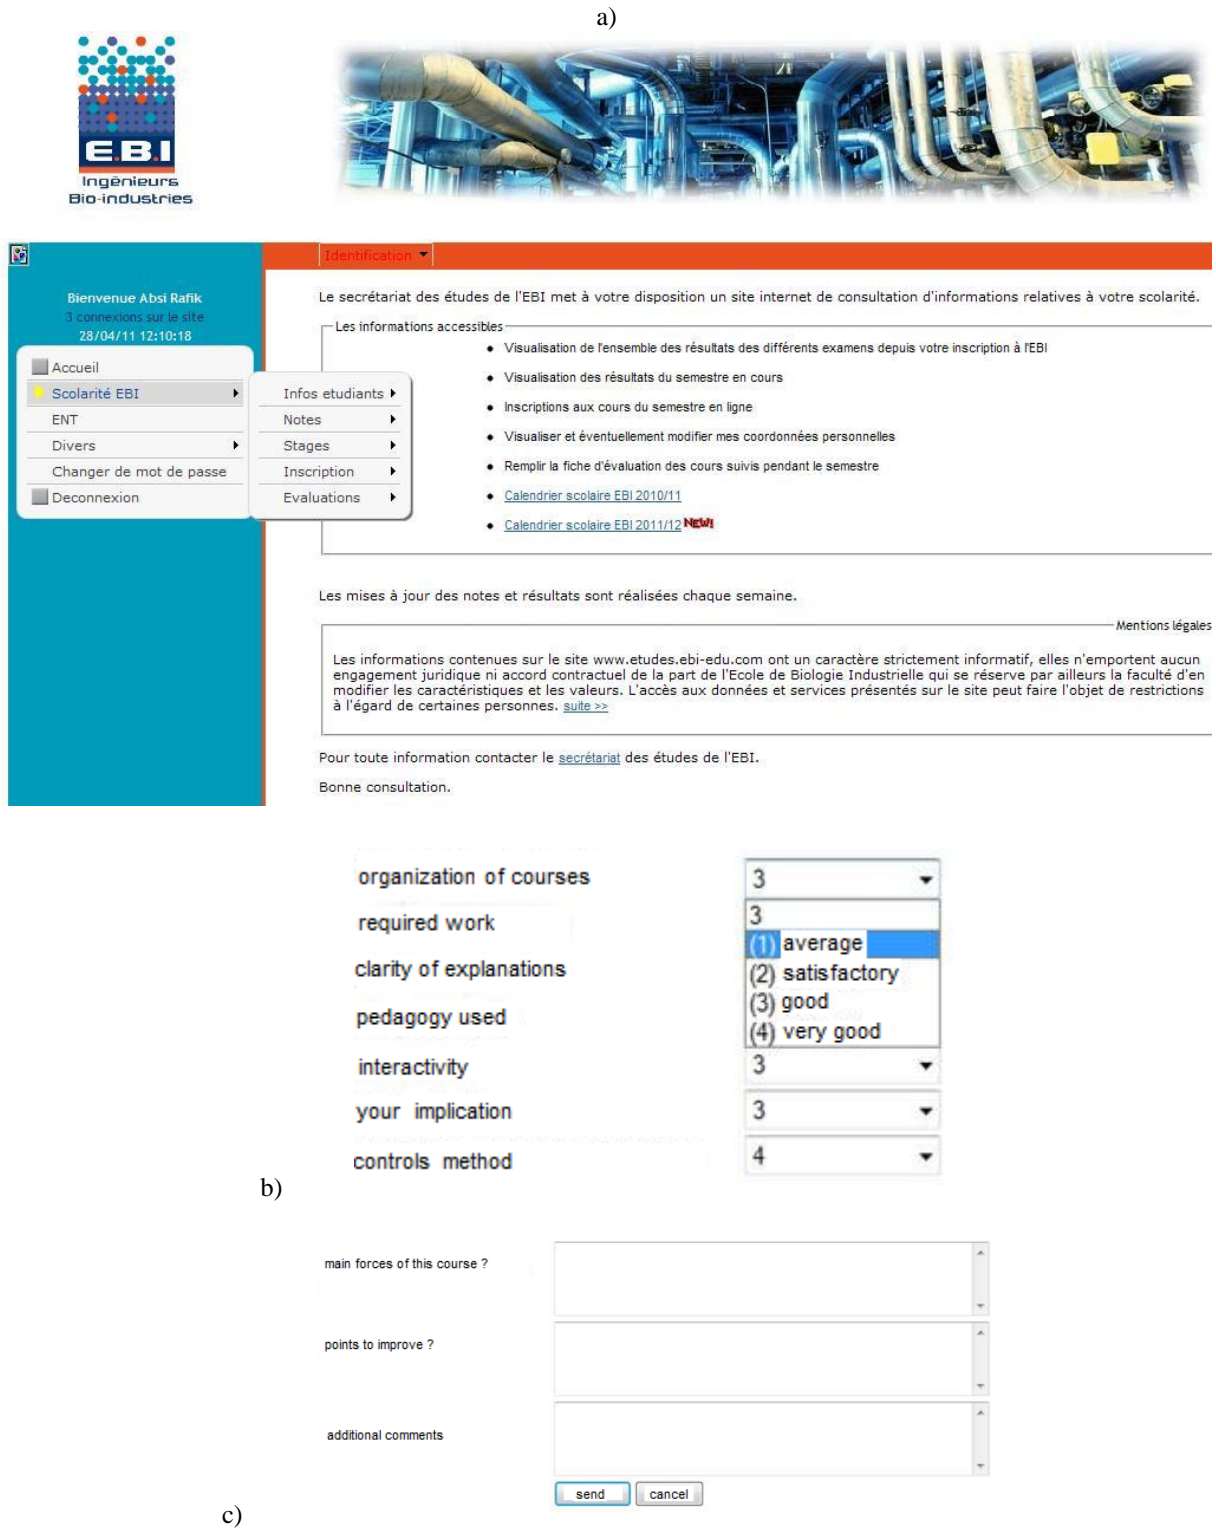 a)
E.B.I
Ingénieurs
Bio-industries
Identification
Bienvenue Absi Rafik
3 connexions sur le site
28/04/11 12:10:18
Accueil
Scolarité EBI
ENT
Divers
Changer de mot de passe
Deconnexion
Infos etudiants
Notes
Stages
Inscription
Evaluations
Le secrétariat des études de l'EBI met à votre disposition un site internet de consultation d'informations relatives à votre scolarité.
Les informations accessibles
Visualisation de l'ensemble des résultats des différents examens depuis votre inscription à l'EBI
Visualisation des résultats du semestre en cours
Inscriptions aux cours du semestre en ligne
Visualiser et éventuellement modifier mes coordonnées personnelles
Remplir la fiche d'évaluation des cours suivis pendant le semestre
Calendrier scolaire EBI 2010/11
Calendrier scolaire EBI 2011/12 NEW!
Les mises à jour des notes et résultats sont réalisées chaque semaine.
Mentions légales
Les informations contenues sur le site www.etudes.ebi-edu.com ont un caractère strictement informatif, elles n'emportent aucun
engagement juridique ni accord contractuel de la part de l'Ecole de Biologie Industrielle qui se réserve par ailleurs la faculté d'en
modifier les caractéristiques et les valeurs. L'accès aux données et services présentés sur le site peut faire l'objet de restrictions
à l'égard de certaines personnes. suite >>
Pour toute information contacter le secrétariat des études de l'EBI.
Bonne consultation.
organization of courses 3
required work 3
(1) average
clarity of explanations (2) satisfactory
pedagogy used (3) good
(4) very good
interactivity 3
your implication 3
controls method 4
b)
main forces of this course ?
points to improve ?
additional comments
send cancel
c)